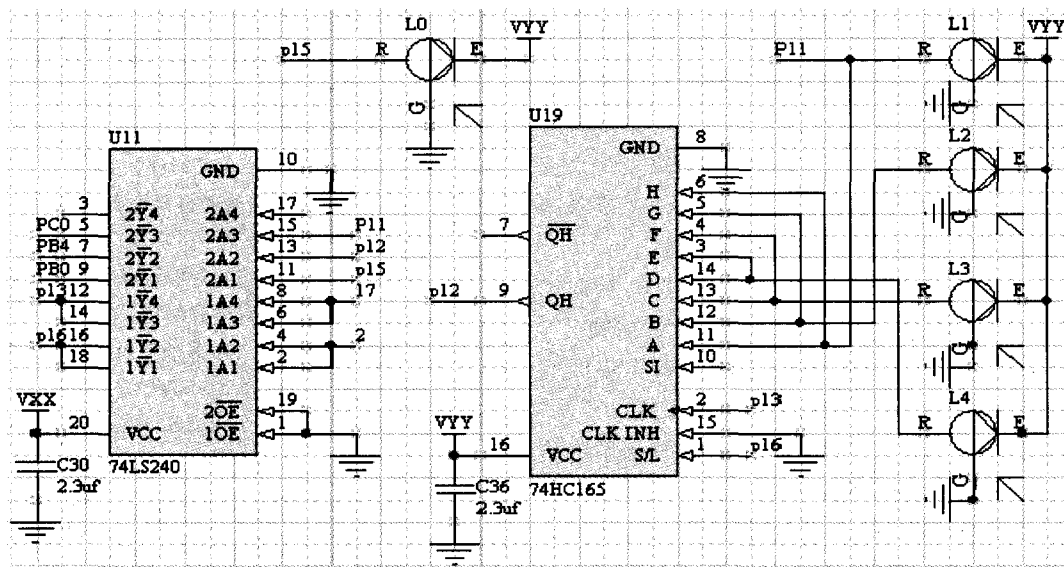 L0
VYY
L1
VYY
p15
R
E
P11
R
E
G
G
U11
U19
L2
GND
10
GND
8
R
E
G
3
2Y4
2A4
17
H
6
PC0 5
2Y3
2A3
15
P11
7
QH
G
5
PB4 7
2Y2
2A2
13
p12
F
4
PB0 9
2Y1
2A1
11
p15
E
3
D
14
L3
p13 12
1Y4
1A4
8
17
p12
9
QH
C
13
R
E
14
1Y3
1A3
6
B
12
p16 16
1Y2
1A2
4
2
A
11
G
18
1Y1
1A1
2
SI
10
VXX
2OE
19
VYY
CLK
2
p13
L4
20
VCC
1OE
1
CLK INH
15
R
E
16
VCC
S/L
1
p16
C30
2.3uf
74LS240
C36
2.3uf
74HC165
G